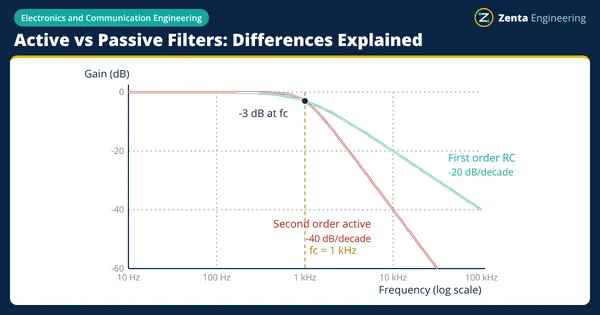 Electronics and Communication Engineering
Zenta Engineering
Active vs Passive Filters: Differences Explained
Gain (dB)
0
-3 dB at fc
-20
First order RC
-20 dB/decade
-40
Second order active
-40 dB/decade
fc = 1 kHz
-60
10 Hz
100 Hz
1 kHz
10 kHz
100 kHz
Frequency (log scale)